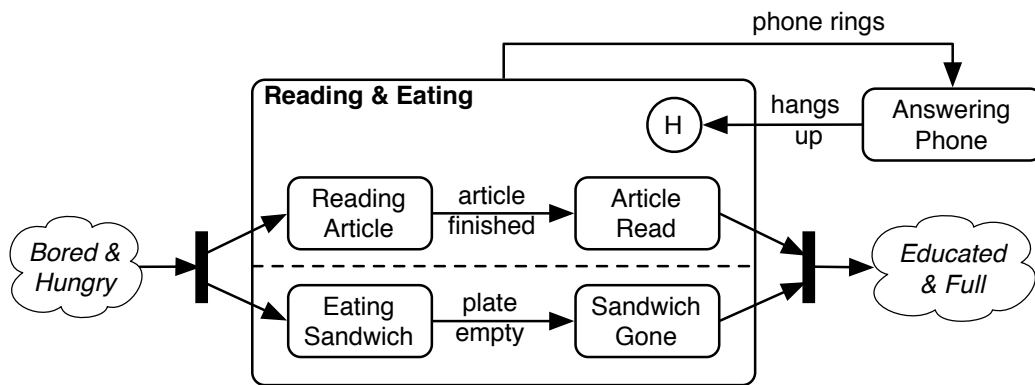 phone rings
Reading & Eating
H
hangs
up
Answering
Phone
Reading
Article
article
finished
Article
Read
Bored &
Hungry
Educated
& Full
Eating
Sandwich
plate
empty
Sandwich
Gone